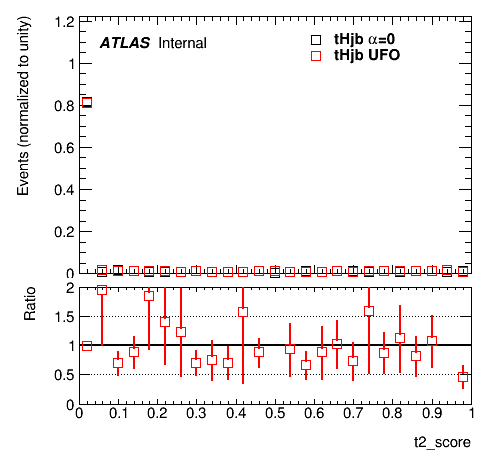 Events (normalized to unity)
ATLAS Internal
tHjb α=0
tHjb UFO
1.2
1
0.8
0.6
0.4
0.2
0
Ratio
2
1.5
1
0.5
0
0 0.1 0.2 0.3 0.4 0.5 0.6 0.7 0.8 0.9 1
t2_score